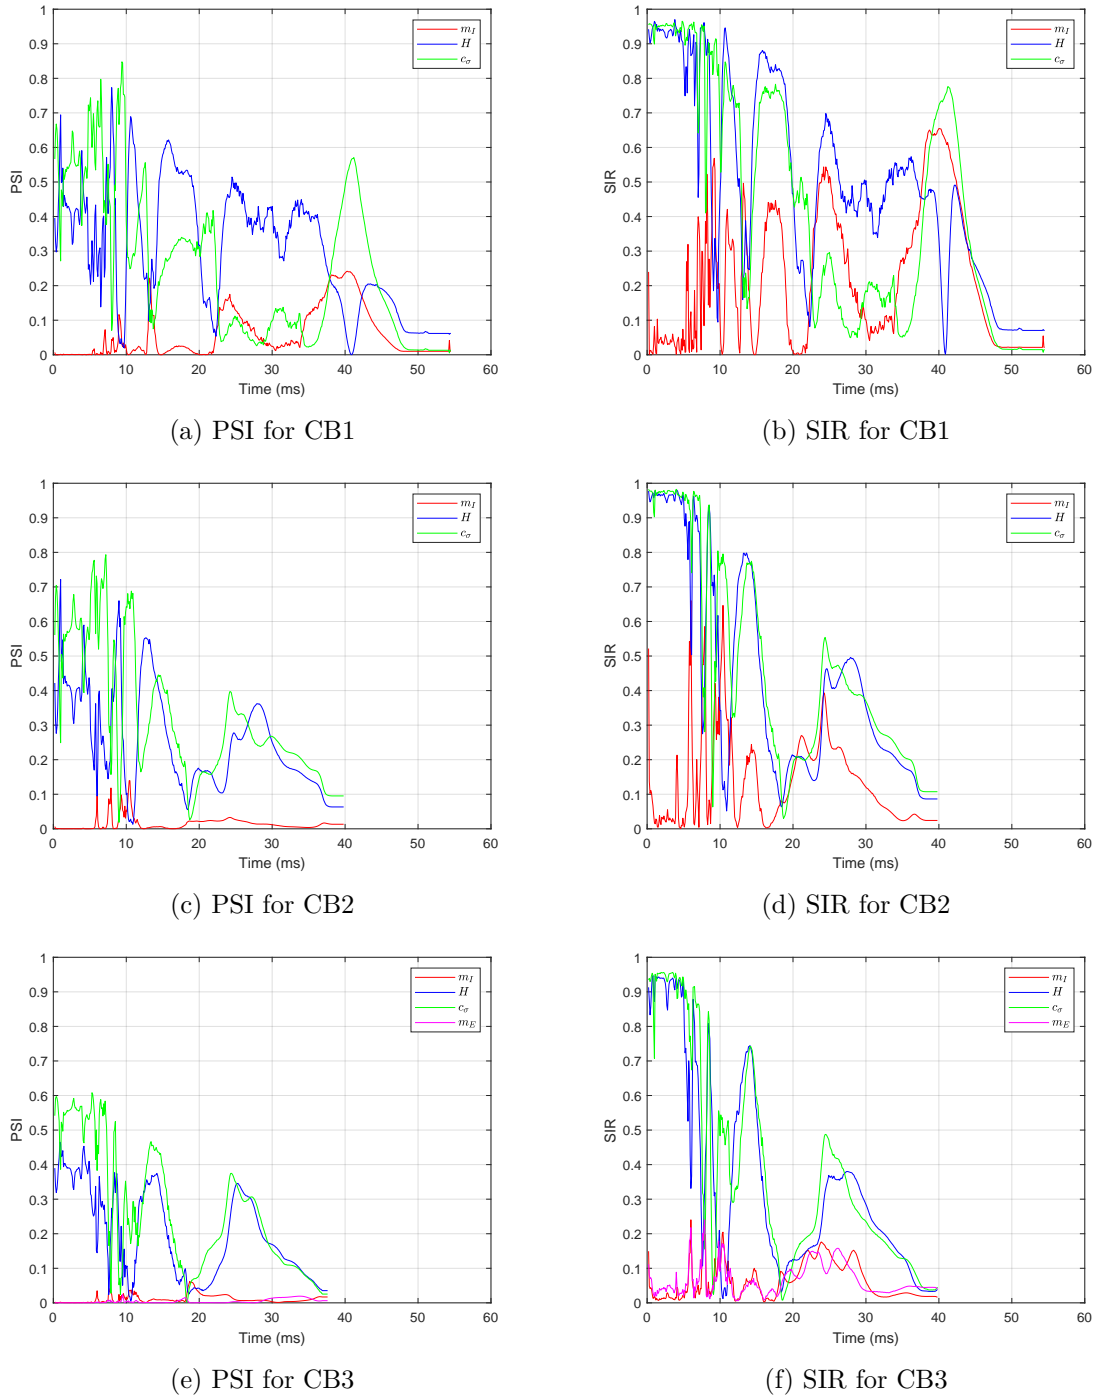 1
0.9
0.8
0.7
0.6
0.5
0.4
0.3
0.2
0.1
0
PSI
0 10 20 30 40 50 60
Time (ms)
m_I
H
c_σ
(a) PSI for CB1
1
0.9
0.8
0.7
0.6
0.5
0.4
0.3
0.2
0.1
0
SIR
0 10 20 30 40 50 60
Time (ms)
m_I
H
c_σ
(b) SIR for CB1
1
0.9
0.8
0.7
0.6
0.5
0.4
0.3
0.2
0.1
0
PSI
0 10 20 30 40 50 60
Time (ms)
m_I
H
c_σ
(c) PSI for CB2
1
0.9
0.8
0.7
0.6
0.5
0.4
0.3
0.2
0.1
0
SIR
0 10 20 30 40 50 60
Time (ms)
m_I
H
c_σ
(d) SIR for CB2
1
0.9
0.8
0.7
0.6
0.5
0.4
0.3
0.2
0.1
0
PSI
0 10 20 30 40 50 60
Time (ms)
m_I
H
c_σ
m_E
(e) PSI for CB3
1
0.9
0.8
0.7
0.6
0.5
0.4
0.3
0.2
0.1
0
SIR
0 10 20 30 40 50 60
Time (ms)
m_I
H
c_σ
m_E
(f) SIR for CB3